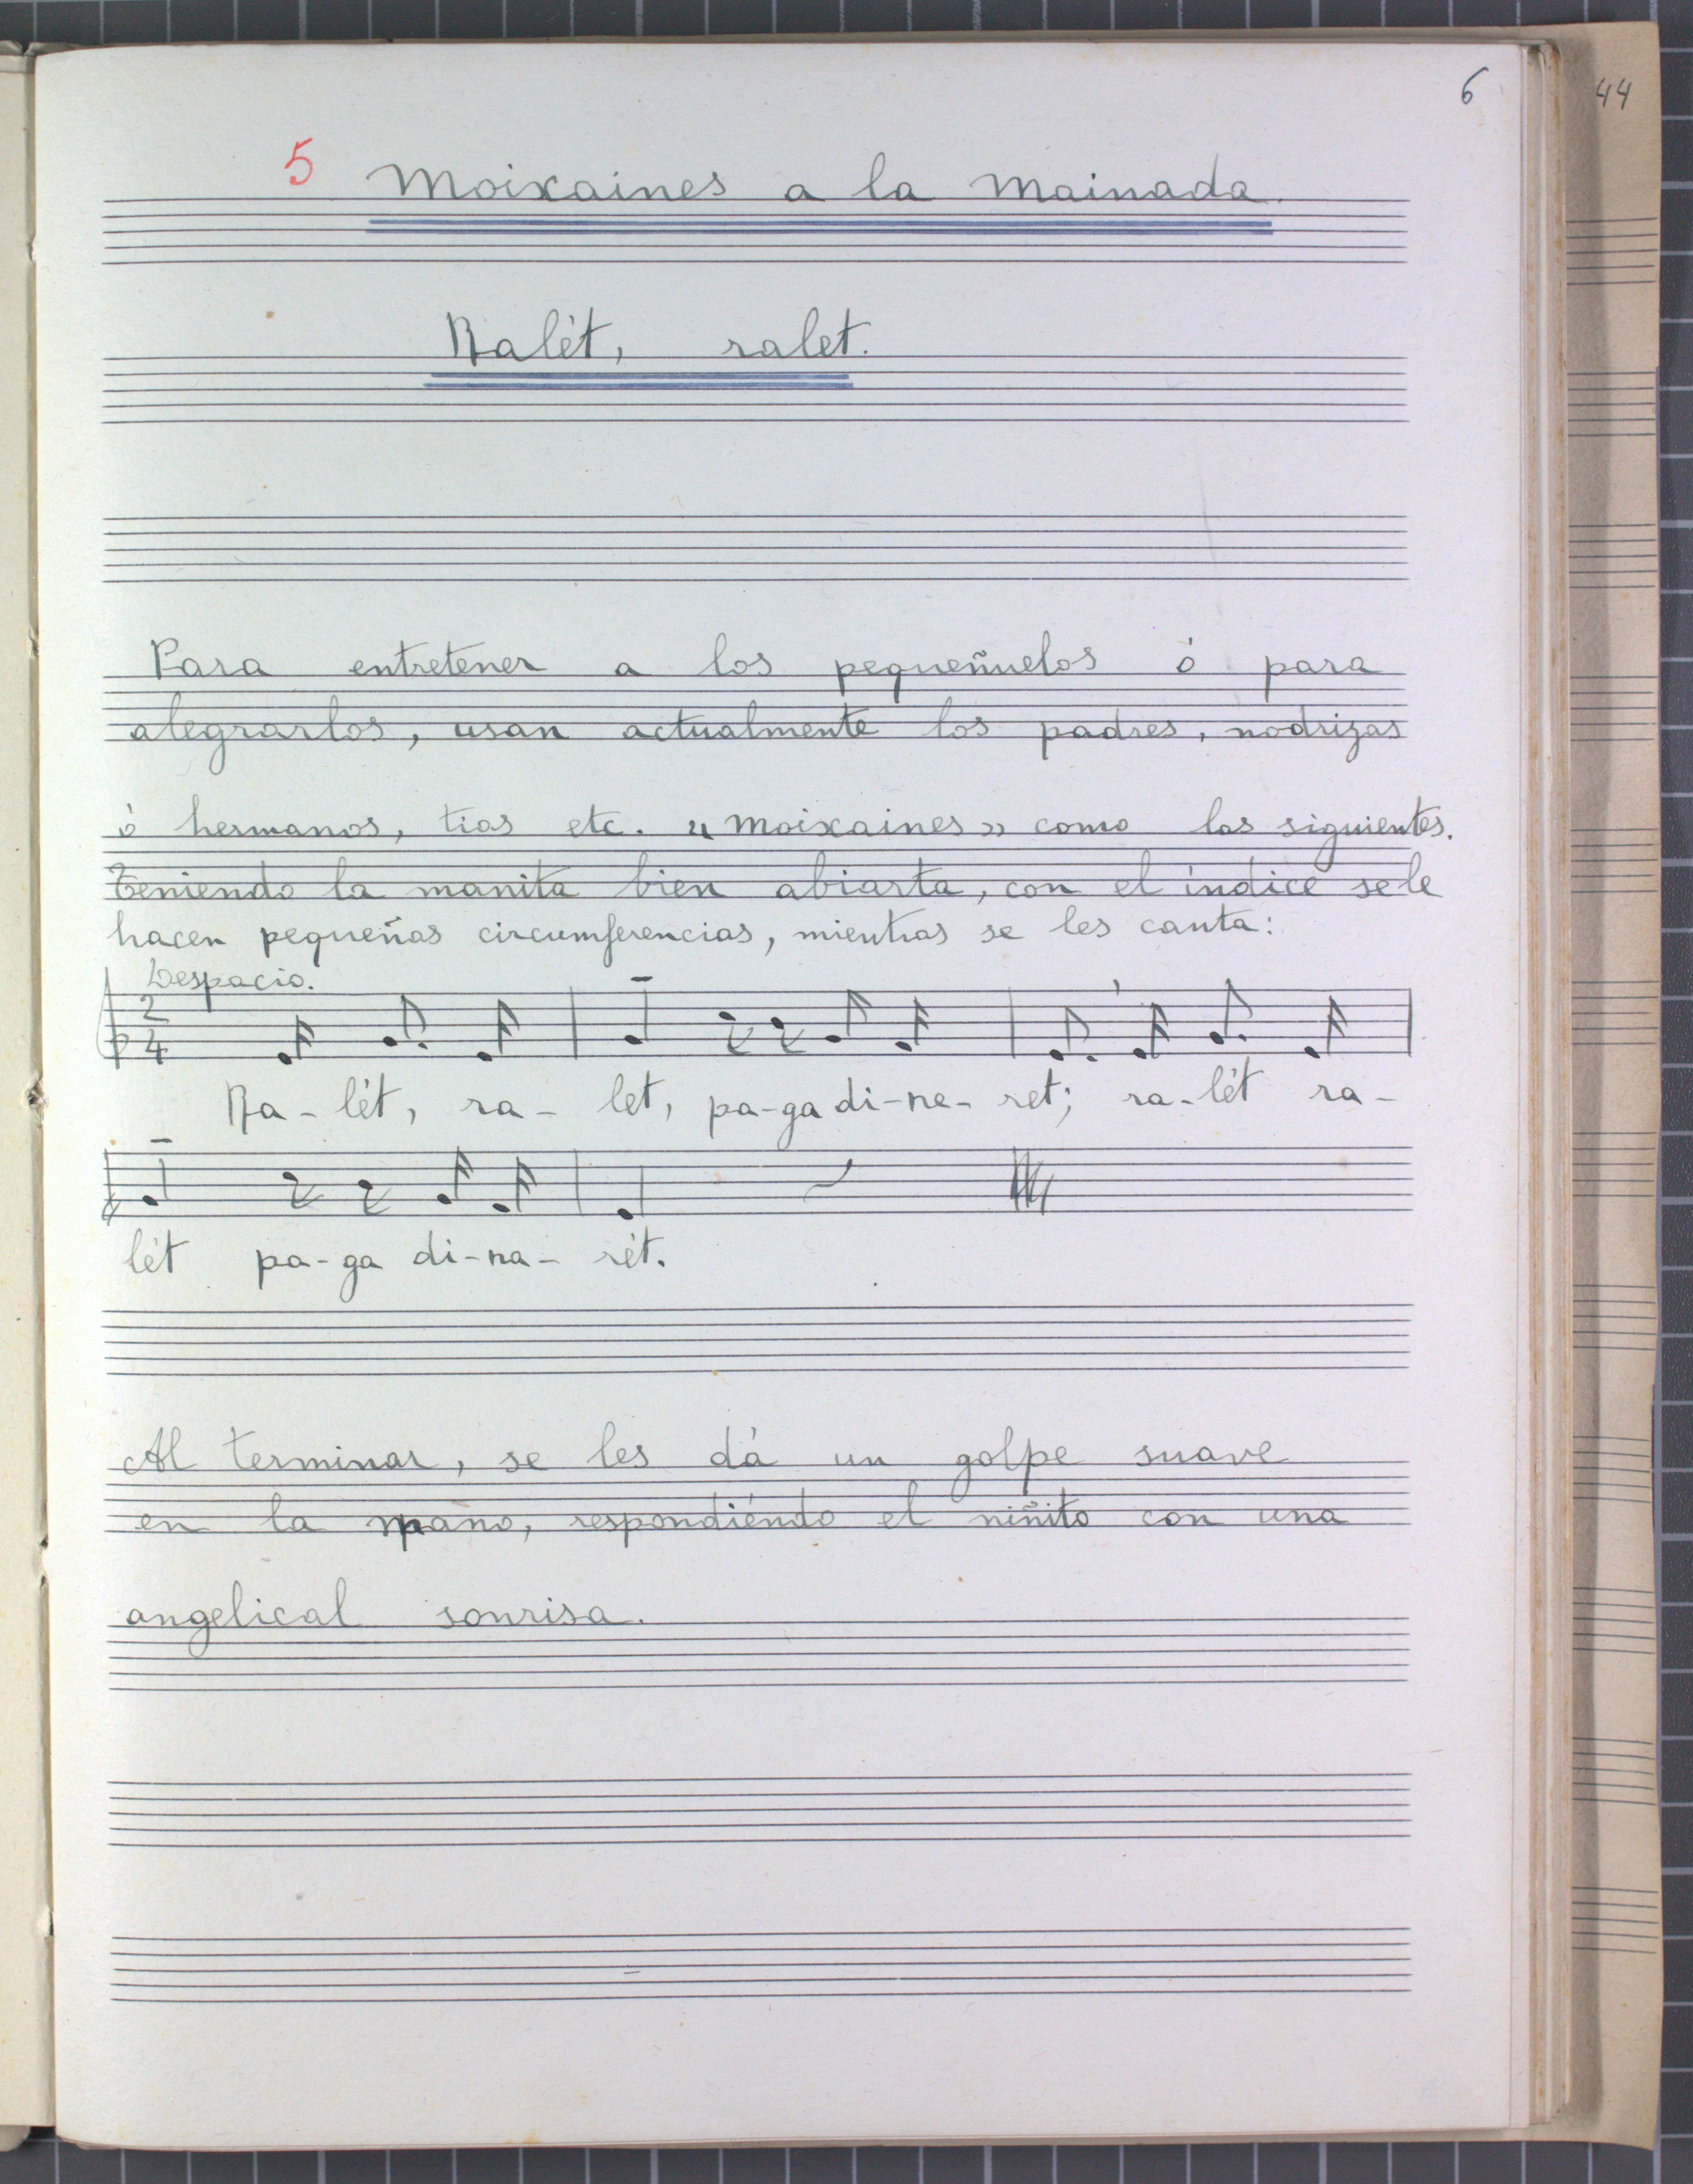 6
44
5 Moixaines a la mainada.
Ralét, ralet.
Para entretener a los pequeñuelos ó para
alegrarlos, usan actualmente los padres, nodrizas
ó hermanos, tias etc. "Moixaines" como las siguientes.
Teniendo la manita bien abiarta, con el índice se le
hacen pequeñas circumferencias, mientras se les canta:
Despacio.
2
4
Ra-lét, ra- let, pa-ga di-ne- ret; ra-lét ra-
lét pa-ga di-na- rét.
Al terminar, se les dá un golpe suave
en la mano, respondiéndo el niñito con una
angelical sonrisa.